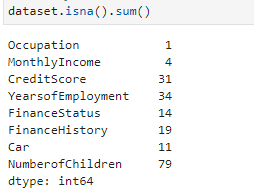 dataset.isna().sum()
Occupation 1
MonthlyIncome 4
CreditScore 31
YearsofEmployment 34
FinanceStatus 14
FinanceHistory 19
Car 11
NumberofChildren 79
dtype: int64